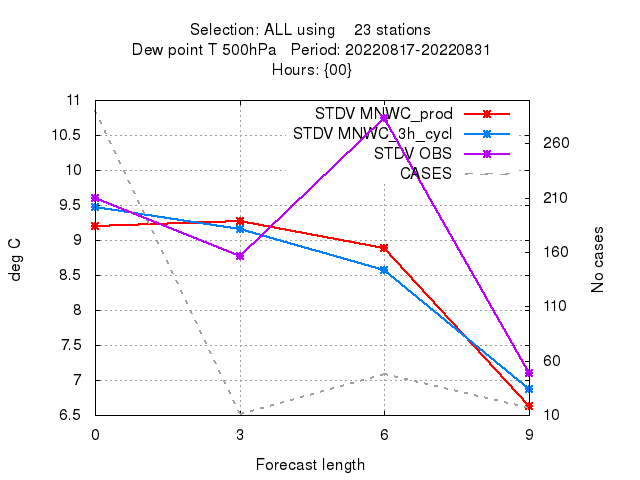 Selection: ALL using    23 stations
Dew point T 500hPa   Period: 20220817-20220831
Hours: {00}
STDV MNWC_prod
STDV MNWC_3h_cycl
STDV OBS
CASES
11
10.5
10
9.5
9
8.5
8
7.5
7
6.5
deg C
260
210
160
110
60
10
No cases
0 3 6 9
Forecast length